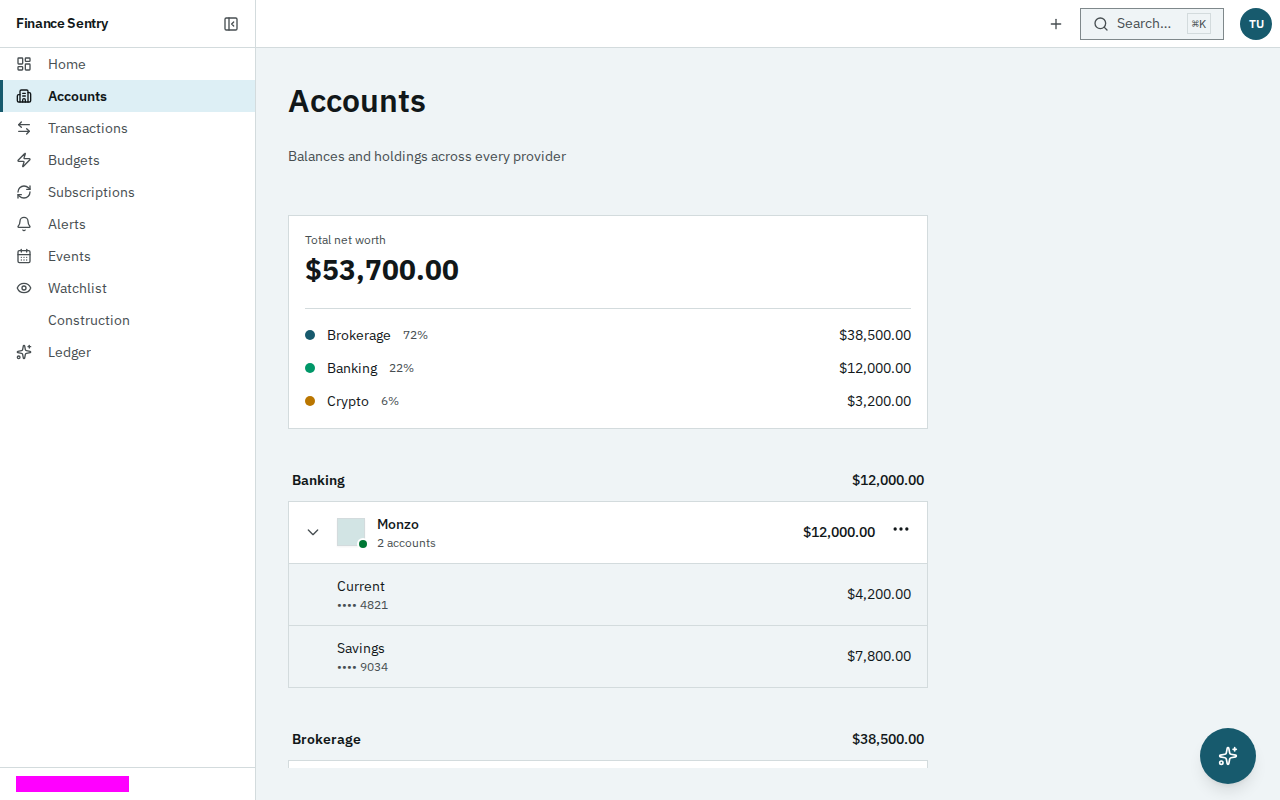 Finance Sentry
Search... ⌘K
TU
Home
Accounts
Transactions
Budgets
Subscriptions
Alerts
Events
Watchlist
Construction
Ledger
Accounts
Balances and holdings across every provider
Total net worth
$53,700.00
Brokerage 72% $38,500.00
Banking 22% $12,000.00
Crypto 6% $3,200.00
Banking $12,000.00
Monzo
2 accounts
$12,000.00
Current
•••• 4821
$4,200.00
Savings
•••• 9034
$7,800.00
Brokerage $38,500.00